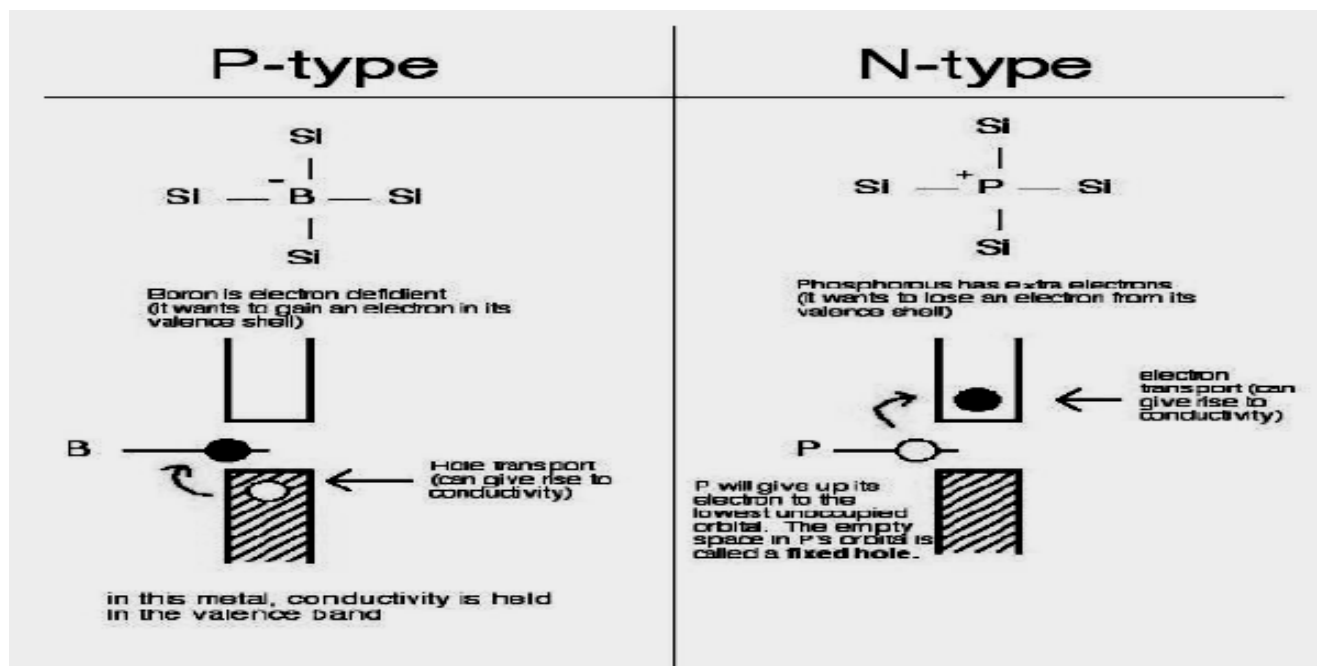 P-type
Si
Si — B — Si
-
Si
Boron is electron deficient
(it wants to gain an electron in its
valence shell)
B
Hole transport
(can give rise to
conductivity)
in this metal, conductivity is held
in the valence band
N-type
Si
Si — P — Si
+
Si
Phosphorous has extra electrons
(it wants to lose an electron from its
valence shell)
electron
transport (can
give rise to
conductivity)
P
P will give up its
electron to the
lowest unoccupied
orbital. The empty
space in P's orbital is
called a fixed hole.